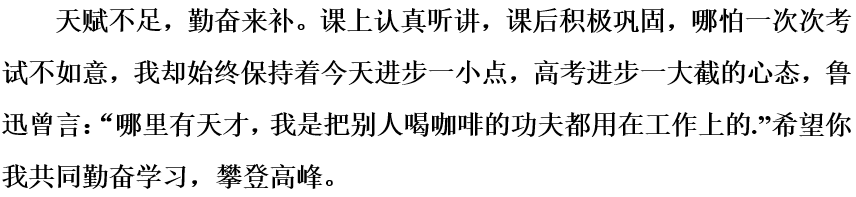 天赋不足，勤奋来补。课上认真听讲，课后积极巩固，哪怕一次次考
试不如意，我却始终保持着今天进步一小点，高考进步一大截的心态，鲁
迅曾言：“哪里有天才，我是把别人喝咖啡的功夫都用在工作上的.”希望你
我共同勤奋学习，攀登高峰。